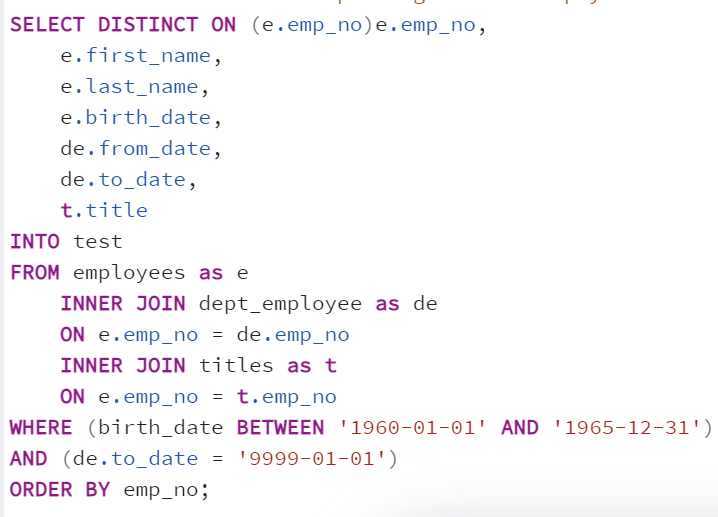 SELECT DISTINCT ON (e.emp_no)e.emp_no,
    e.first_name,
    e.last_name,
    e.birth_date,
    de.from_date,
    de.to_date,
    t.title
INTO test
FROM employees as e
    INNER JOIN dept_employee as de
    ON e.emp_no = de.emp_no
    INNER JOIN titles as t
    ON e.emp_no = t.emp_no
WHERE (birth_date BETWEEN '1960-01-01' AND '1965-12-31')
AND (de.to_date = '9999-01-01')
ORDER BY emp_no;